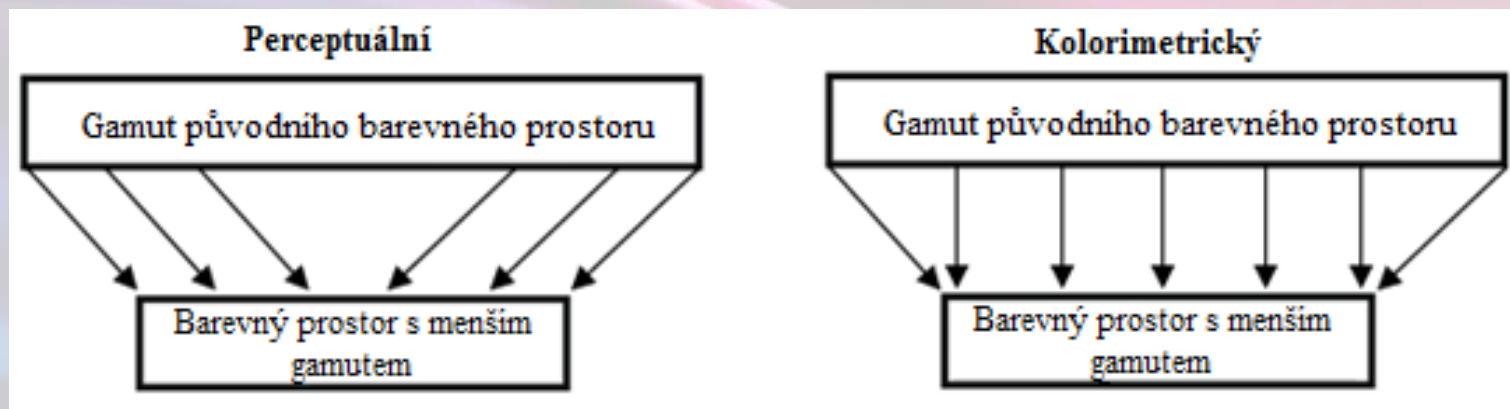 Perceptuální
Gamut původního barevného prostoru
Barevný prostor s menším
gamutem
Kolorimetrický
Gamut původního barevného prostoru
Barevný prostor s menším
gamutem